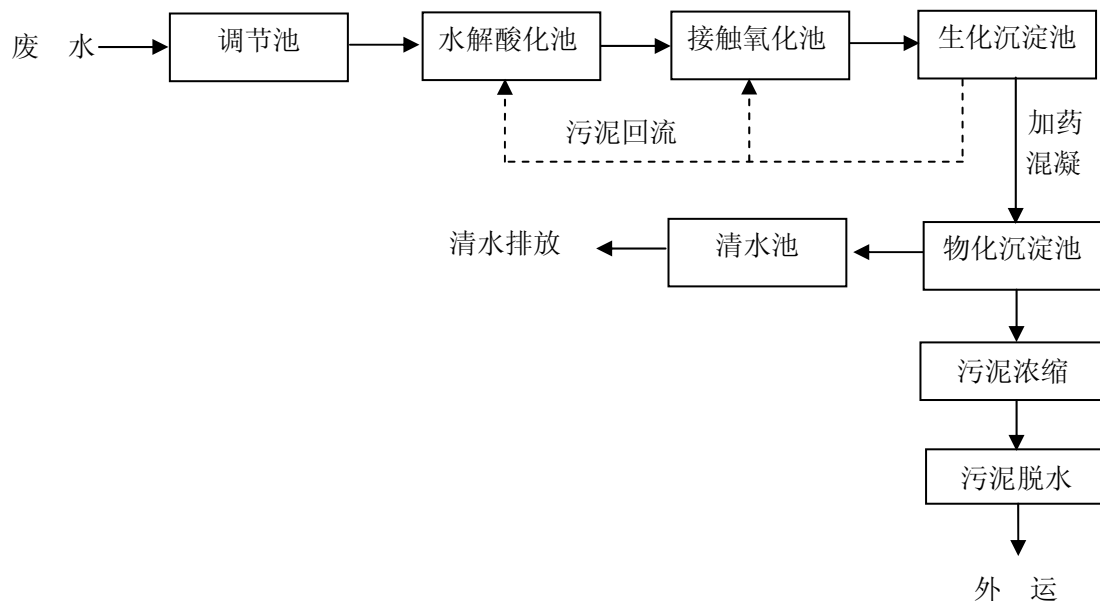 废 水
调节池
水解酸化池
接触氧化池
生化沉淀池
污泥回流
加药
混凝
清水排放
清水池
物化沉淀池
污泥浓缩
污泥脱水
外 运